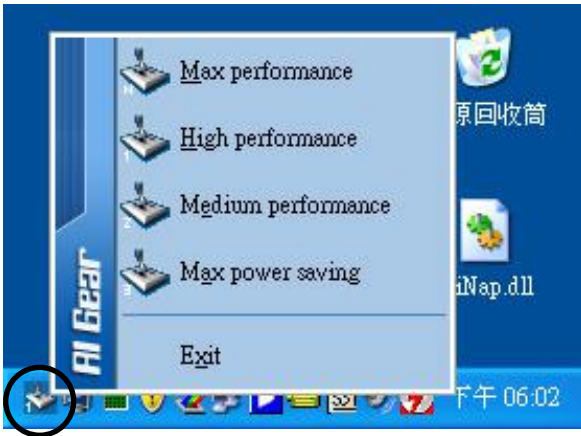 Max performance
High performance
Medium performance
Max power saving
Exit
AI Gear
原回收筒
iNap.dll
下午 06:02